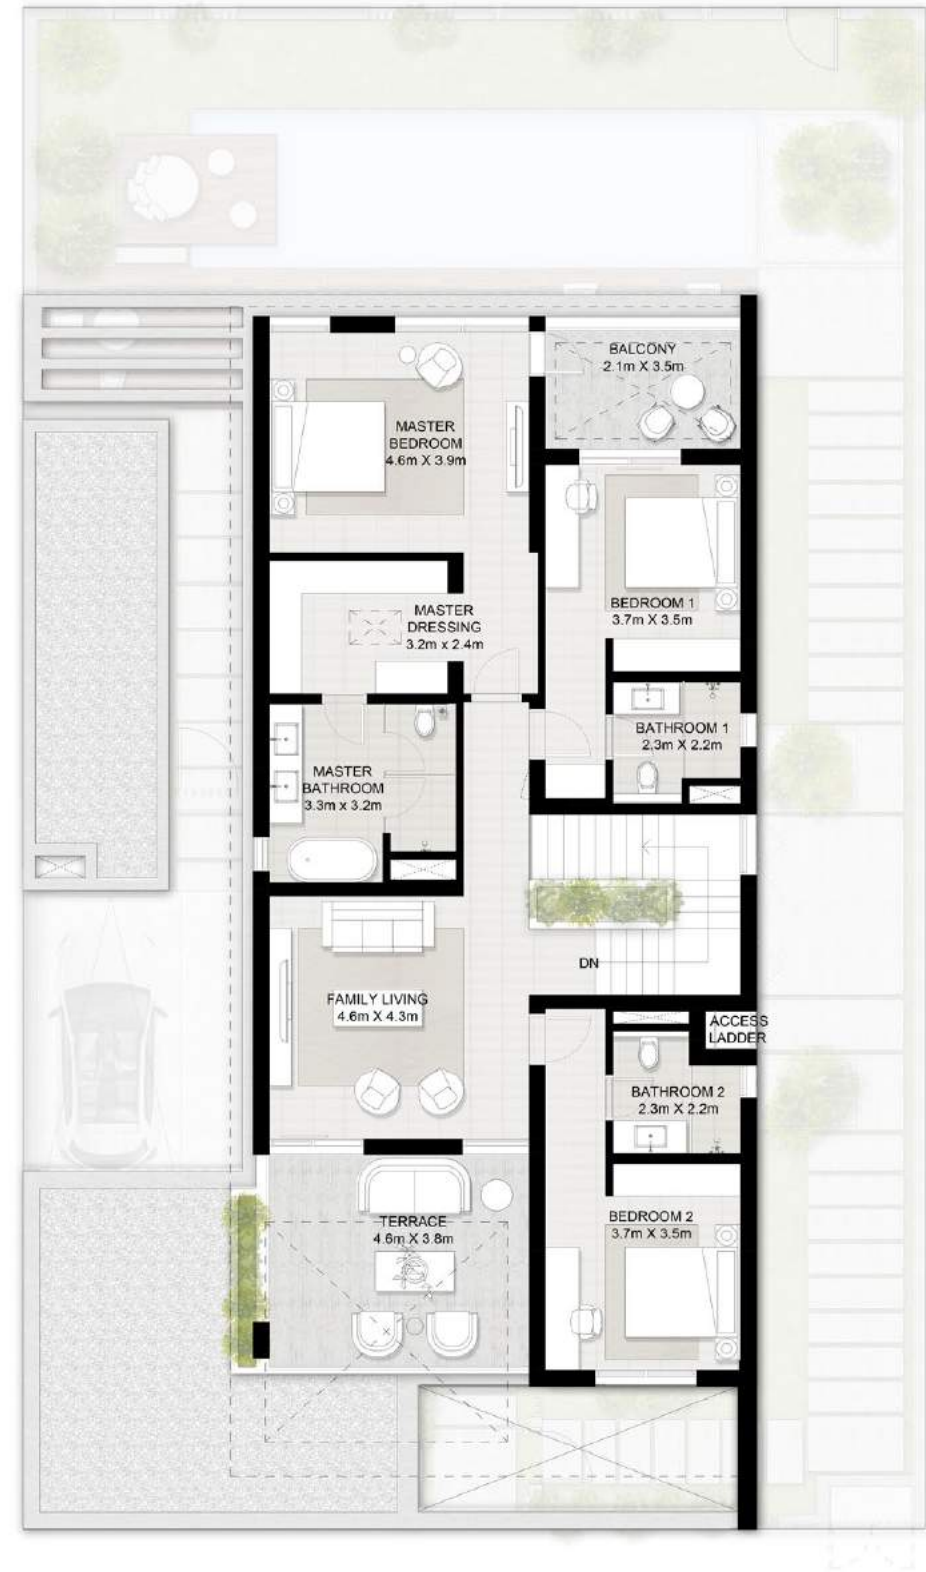 BALCONY
2.1m X 3.5m
MASTER
BEDROOM
4.6m X 3.9m
BEDROOM 1
3.7m X 3.5m
MASTER
DRESSING
3.2m x 2.4m
BATHROOM 1
2.3m X 2.2m
MASTER
BATHROOM
3.3m x 3.2m
DN
FAMILY LIVING
4.6m X 4.3m
ACCESS
LADDER
BATHROOM 2
2.3m X 2.2m
BEDROOM 2
3.7m X 3.5m
TERRACE
4.6m X 3.8m